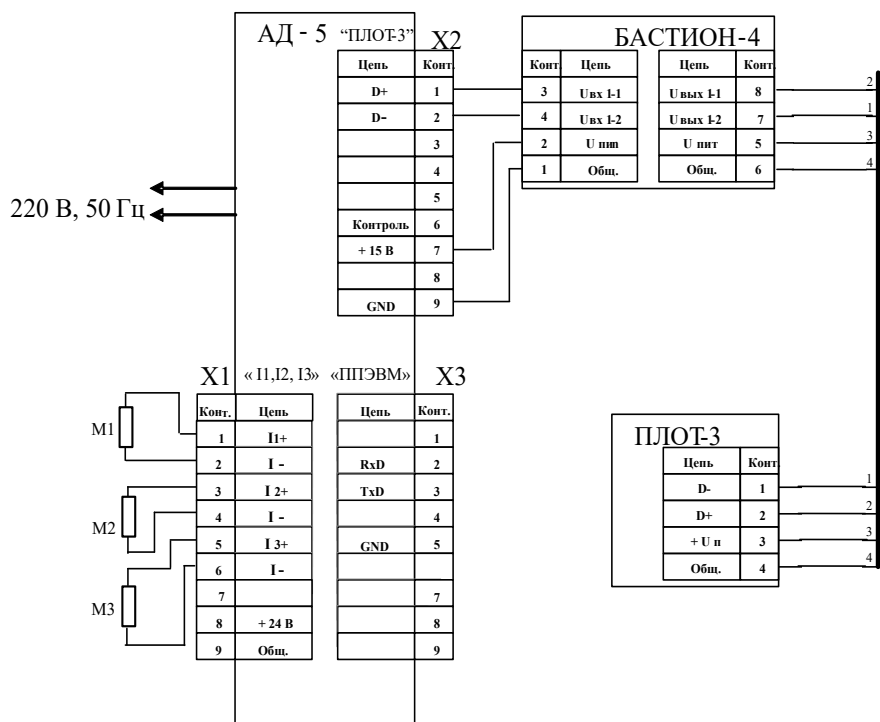 АД - 5 “ПЛОТ-3” X2
Цепь Конт.
D+ 1
D- 2
3
4
5
Контроль 6
+ 15 В 7
8
GND 9
БАСТИОН-4
Конт. Цепь Цепь Конт.
3 U вх 1-1 U вых 1-1 8 2
4 U вх 1-2 U вых 1-2 7 1
2 U пип U пит 5 3
1 Общ. Общ. 6 4
220 В, 50 Гц
X1 « I1,I2, I3» «ППЭВМ» X3
Конт. Цепь Цепь Конт.
1 I1+ 1
2 I - RxD 2
3 I 2+ TxD 3
4 I - 4
5 I 3+ GND 5
6 I -
7 7
8 + 24 В 8
9 Общ. 9
M1
M2
M3
ПЛОТ-3
Цепь Конт
D- 1 1
D+ 2 2
+ U п 3 3
Общ. 4 4